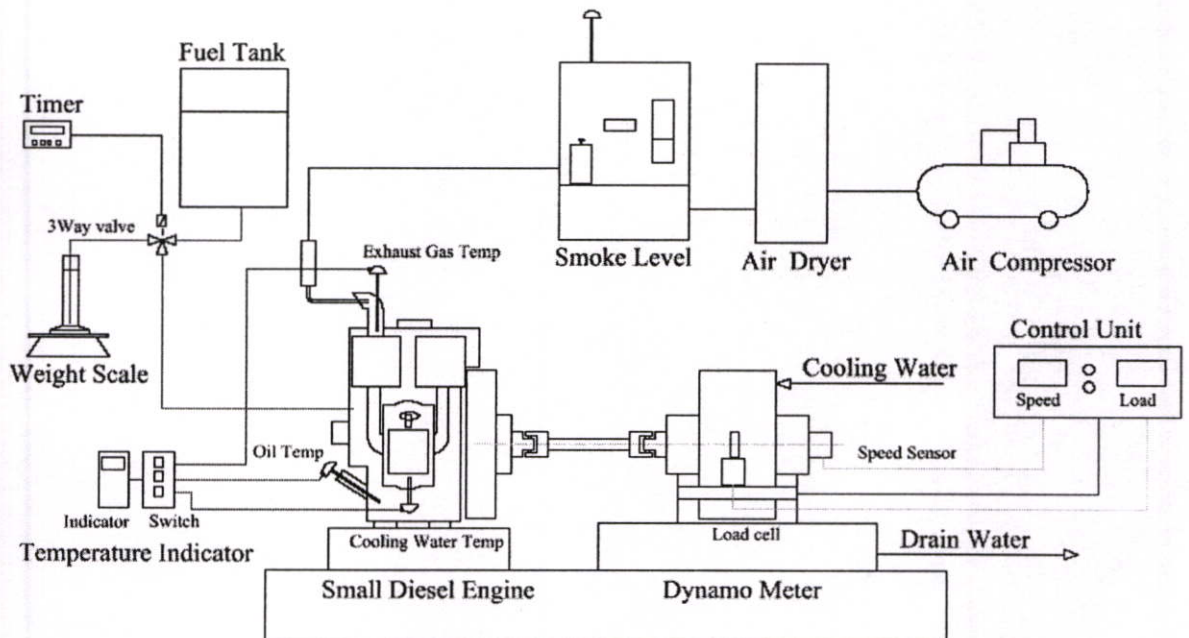 Fuel Tank
Timer
3Way valve
Exhaust Gas Temp
Smoke Level
Air Dryer
Air Compressor
Weight Scale
Control Unit
Cooling Water
Speed
Load
Oil Temp
Speed Sensor
Indicator
Switch
Temperature Indicator
Cooling Water Temp
Load cell
Drain Water
Small Diesel Engine
Dynamo Meter